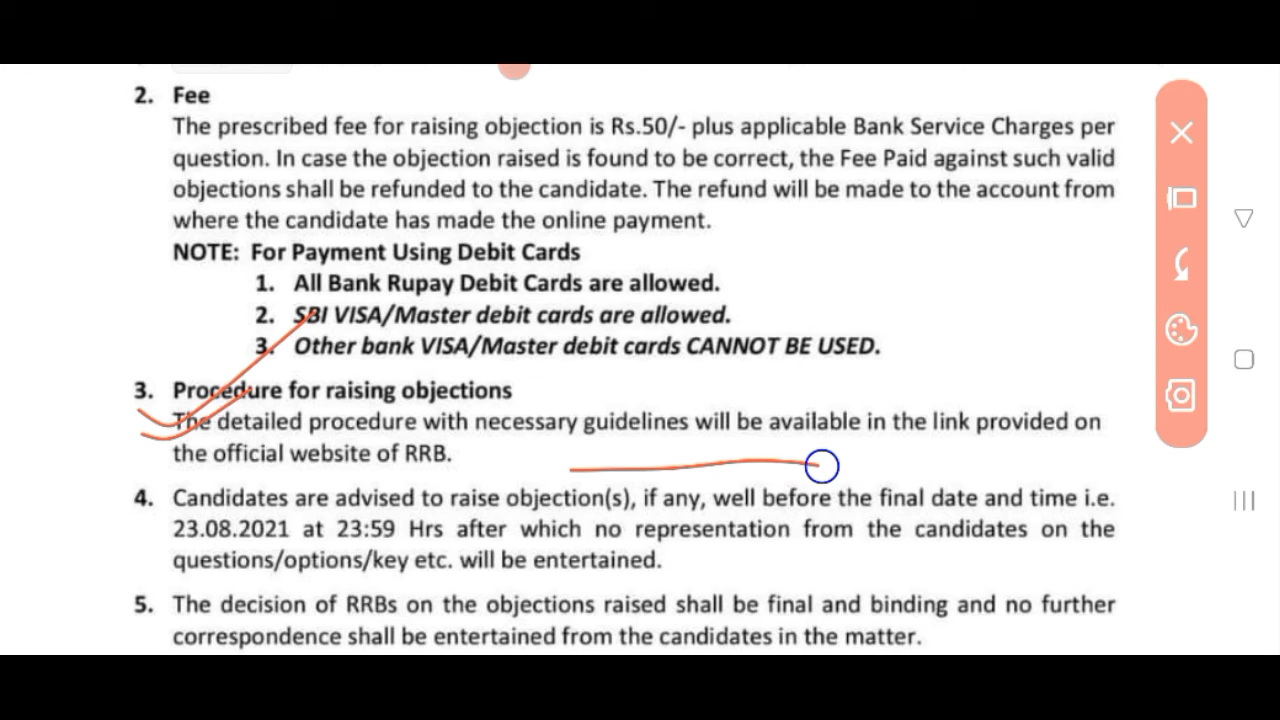 2. Fee
The prescribed fee for raising objection is Rs.50/- plus applicable Bank Service Charges per
question. In case the objection raised is found to be correct, the Fee Paid against such valid
objections shall be refunded to the candidate. The refund will be made to the account from
where the candidate has made the online payment.
NOTE: For Payment Using Debit Cards
1. All Bank Rupay Debit Cards are allowed.
2. SBI VISA/Master debit cards are allowed.
3. Other bank VISA/Master debit cards CANNOT BE USED.
3. Procedure for raising objections
The detailed procedure with necessary guidelines will be available in the link provided on
the official website of RRB.
4. Candidates are advised to raise objection(s), if any, well before the final date and time i.e.
23.08.2021 at 23:59 Hrs after which no representation from the candidates on the
questions/options/key etc. will be entertained.
5. The decision of RRBs on the objections raised shall be final and binding and no further
correspondence shall be entertained from the candidates in the matter.